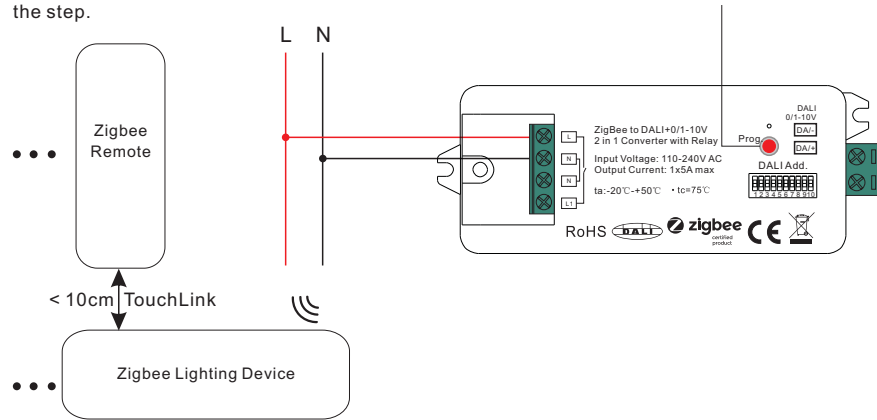 the step.
L N
Zigbee
Remote
< 10cm TouchLink
Zigbee Lighting Device
L
N
N
L1
ZigBee to DALI+0/1-10V
2 in 1 Converter with Relay
Input Voltage: 110-240V AC
Output Current: 1x5A max
ta:-20℃-+50℃ • tc=75℃
RoHS DALI zigbee
certified
product
CE
Prog.
DALI
0/1-10V
DA/-
DA/+
DALI Add.
1 2 3 4 5 6 7 8 9 10